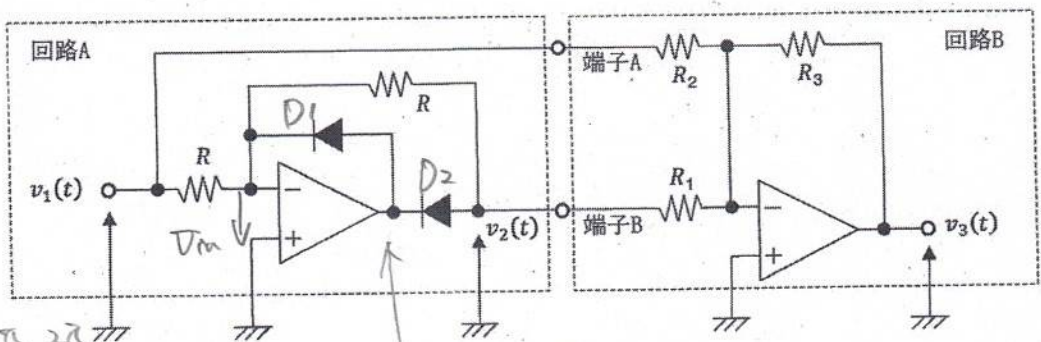 回路A
回路B
端子A
R₂
R₃
R
D1
D2
R
v₁(t)
−
+
Vin
v₂(t)
端子B
R₁
−
+
v₃(t)